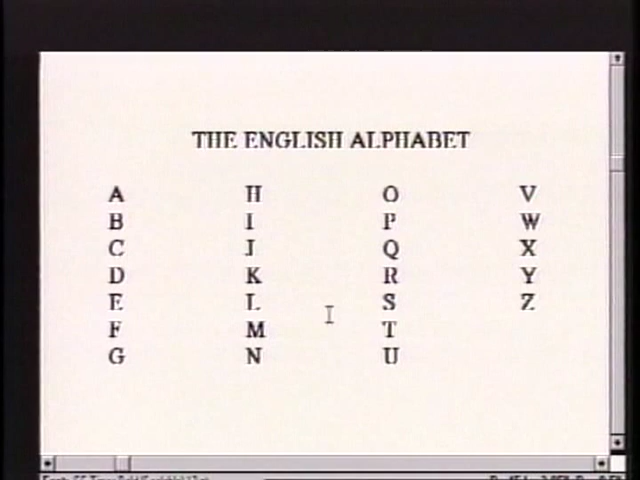 THE ENGLISH ALPHABET
A H O V
B I P W
C J Q X
D K R Y
E L S Z
F M T
G N U